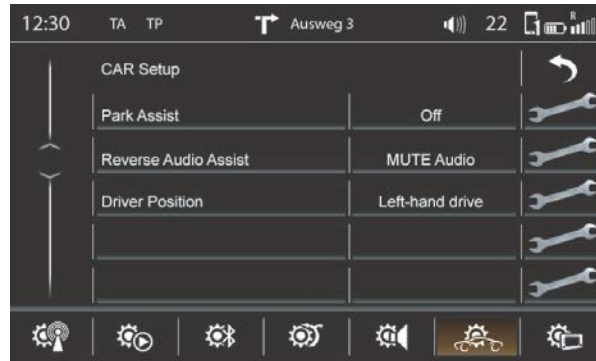 12:30 TA TP Ausweg 3 22 1 R
CAR Setup
Park Assist Off
Reverse Audio Assist MUTE Audio
Driver Position Left-hand drive